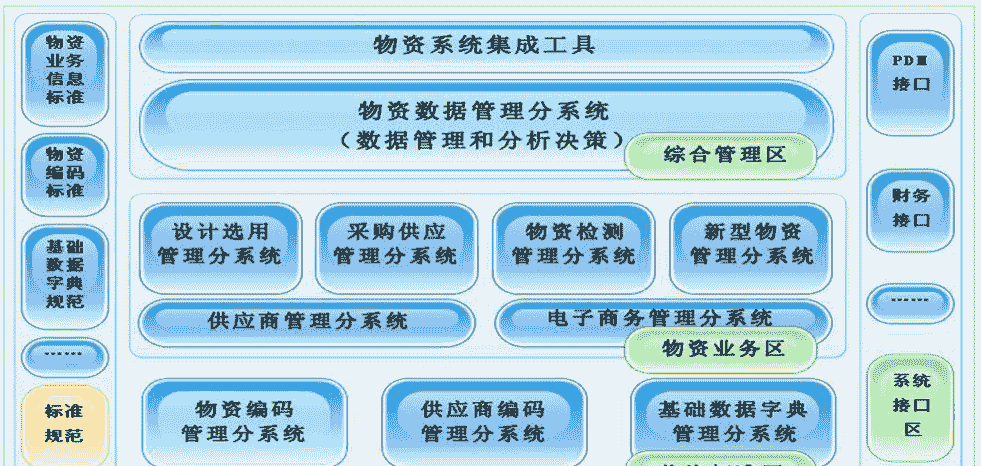 物资
业务
信息
标准
物资
编码
标准
基础
数据
字典
规范
······
标准
规范
物资系统集成工具
物资数据管理分系统
（数据管理和分析决策）
综合管理区
设计选用
管理分系统
采购供应
管理分系统
物资检测
管理分系统
新型物资
管理分系统
供应商管理分系统
电子商务管理分系统
物资业务区
物资编码
管理分系统
供应商编码
管理分系统
基础数据字典
管理分系统
PDM
接口
财务
接口
······
系统
接口
区